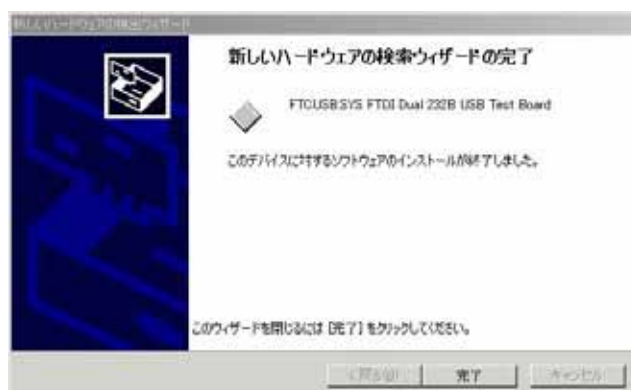 新しいハードウェアの検出ウィザード
新しいハードウェアの検索ウィザードの完了
FTCUSB.SYS FTDI Dual 232B USB Test Board
このデバイスに対するソフトウェアのインストールが終了しました。
このウィザードを閉じるには [完了] をクリックしてください。
< 戻る(B)
完了
キャンセル